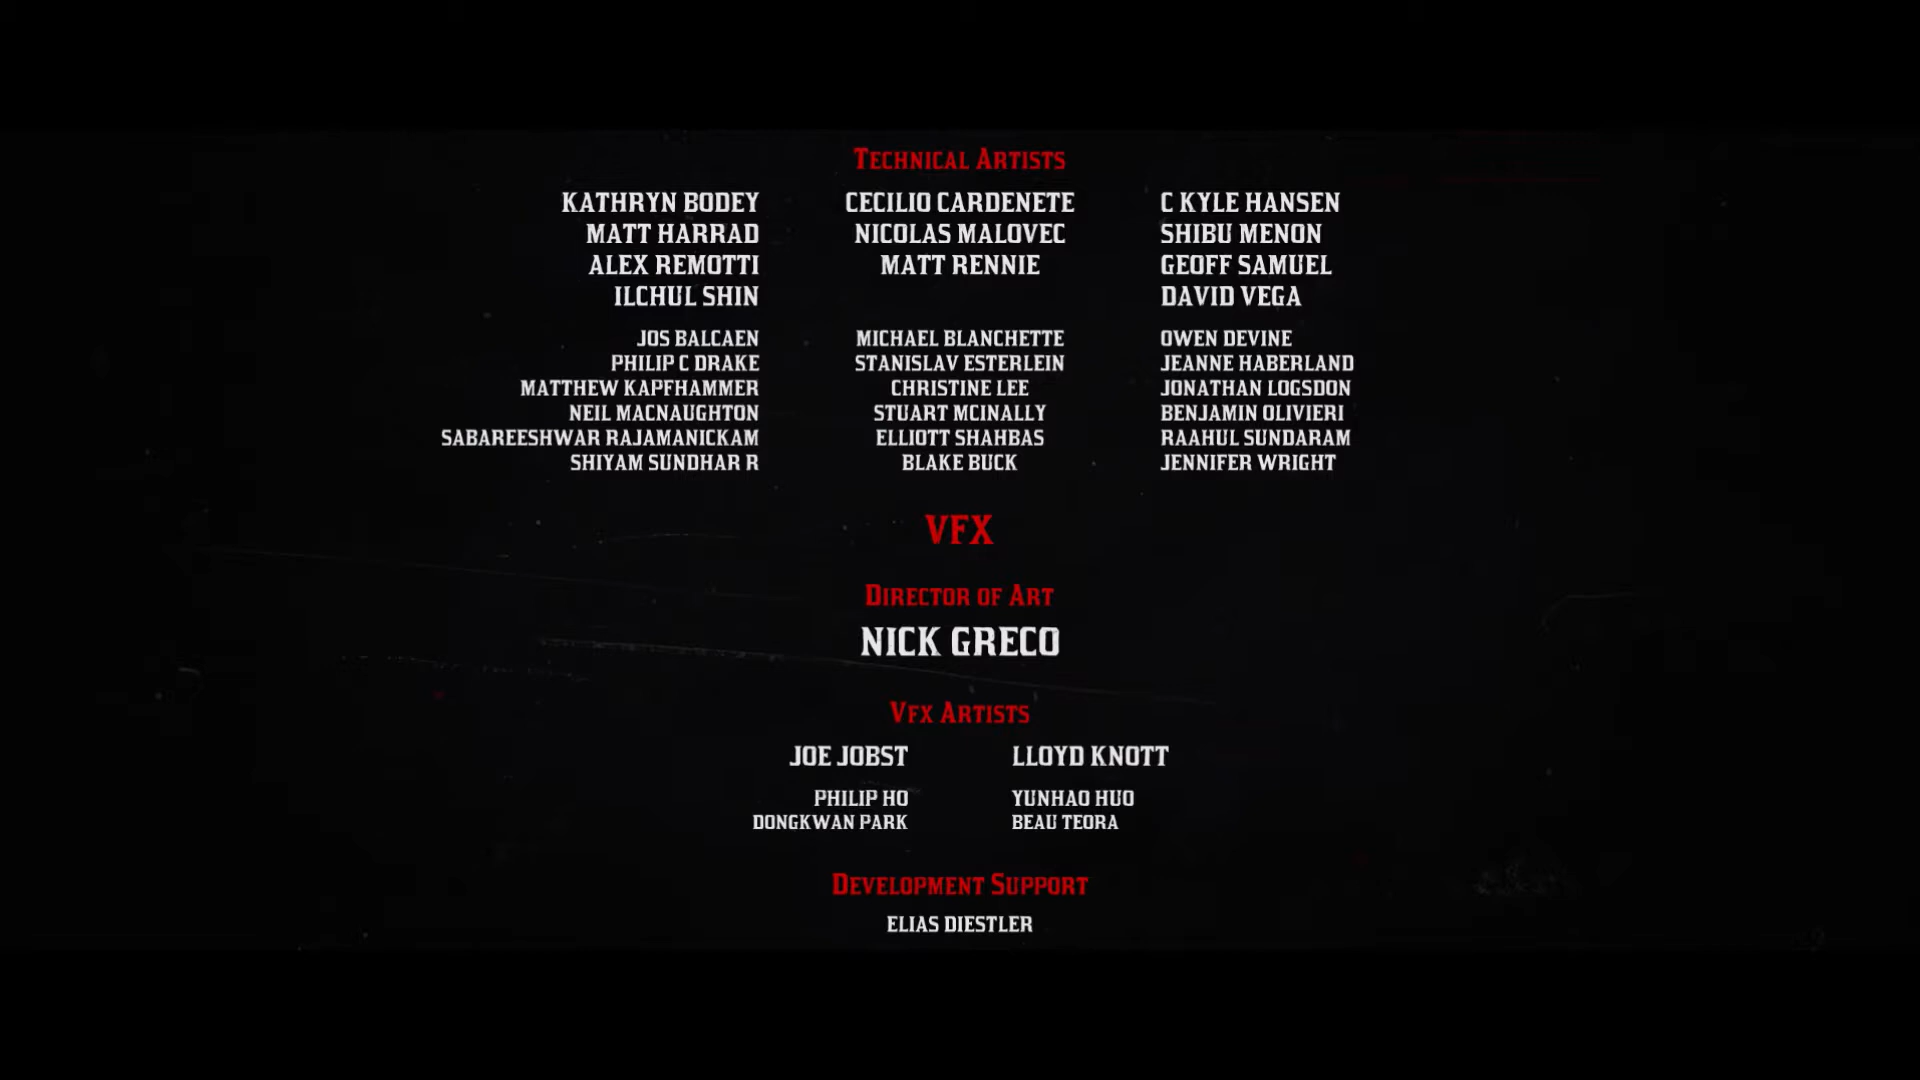 Technical Artists
KATHRYN BODEY CECILIO CARDENETE C KYLE HANSEN
MATT HARRAD NICOLAS MALOVEC SHIBU MENON
ALEX REMOTTI MATT RENNIE GEOFF SAMUEL
ILCHUL SHIN DAVID VEGA
JOS BALCAEN MICHAEL BLANCHETTE OWEN DEVINE
PHILIP C DRAKE STANISLAV ESTERLEIN JEANNE HABERLAND
MATTHEW KAPFHAMMER CHRISTINE LEE JONATHAN LOGSDON
NEIL MACNAUGHTON STUART MCINALLY BENJAMIN OLIVIERI
SABAREESHWAR RAJAMANICKAM ELLIOTT SHAHBAS RAAHUL SUNDARAM
SHIYAM SUNDHAR R BLAKE BUCK JENNIFER WRIGHT
VFX
Director of Art
NICK GRECO
Vfx Artists
JOE JOBST LLOYD KNOTT
PHILIP HO YUNHAO HUO
DONGKWAN PARK BEAU TEORA
Development Support
ELIAS DIESTLER